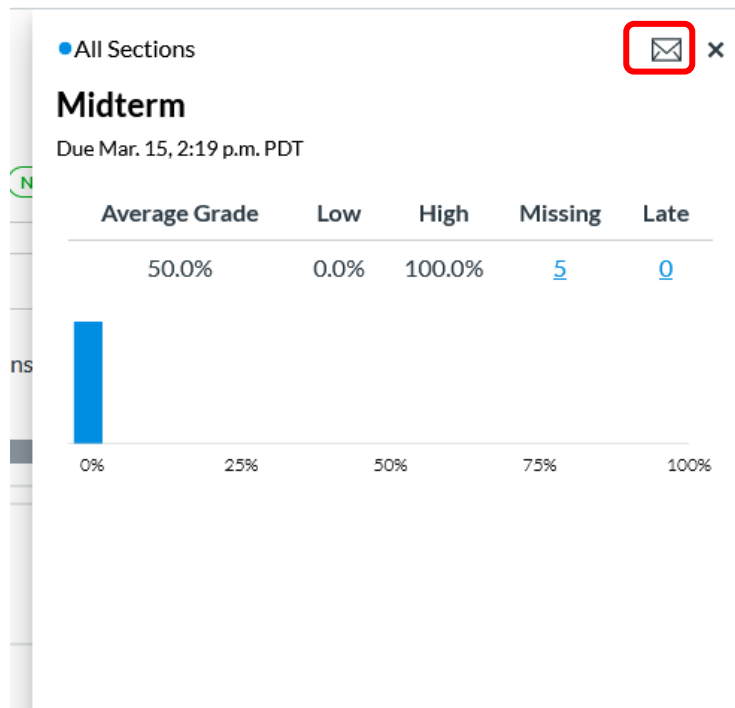 All Sections
Midterm
Due Mar. 15, 2:19 p.m. PDT
N
Average Grade Low High Missing Late
50.0% 0.0% 100.0% 5 0
ns
0% 25% 50% 75% 100%